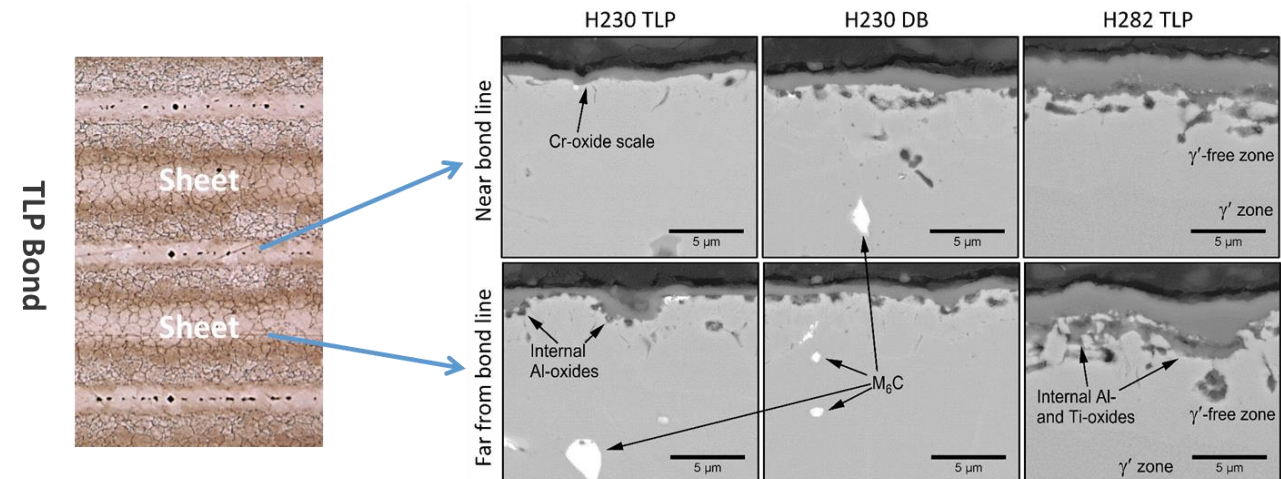 TLP Bond
Sheet
Sheet
H230 TLP
H230 DB
H282 TLP
Near bond line
Cr-oxide scale
5 µm
5 µm
γ′-free zone
γ′ zone
5 µm
Far from bond line
Internal
Al-oxides
5 µm
M₆C
5 µm
Internal Al-
and Ti-oxides
γ′-free zone
γ′ zone
5 µm